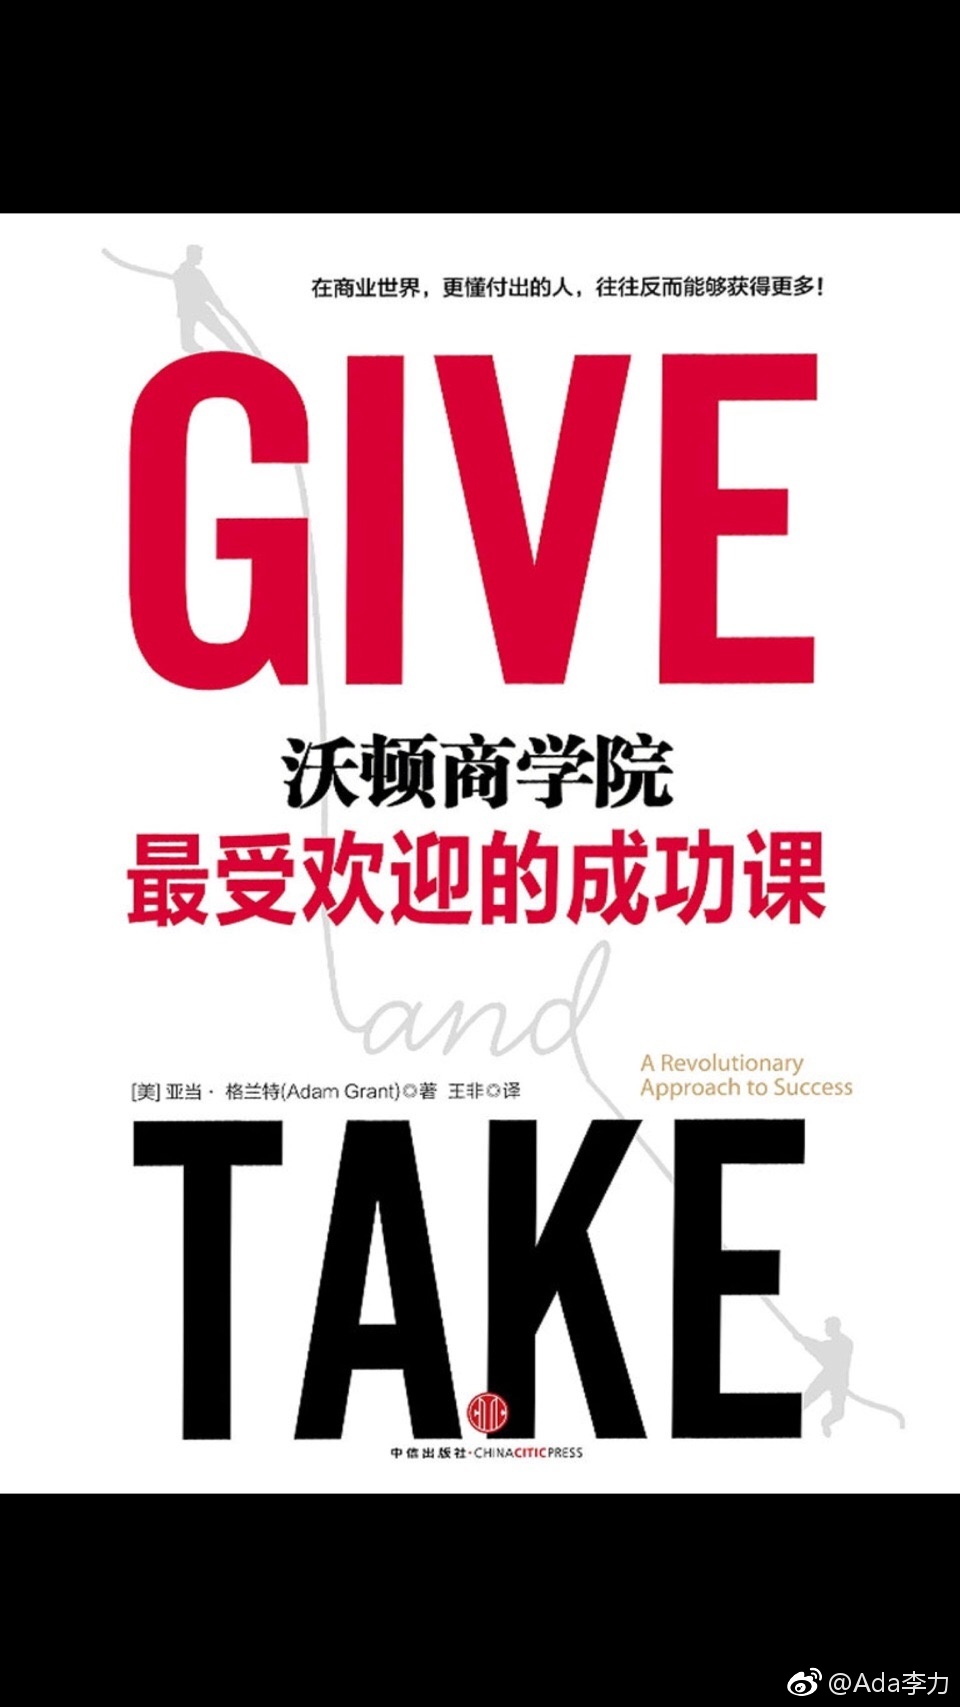 在商业世界，更懂付出的人，往往反而能够获得更多！
GIVE
沃顿商学院
最受欢迎的成功课
and
A Revolutionary
Approach to Success
[美] 亚当· 格兰特(Adam Grant)◎著 王非◎译
TAKE
中信出版社·CHINACITICPRESS
@Ada李力